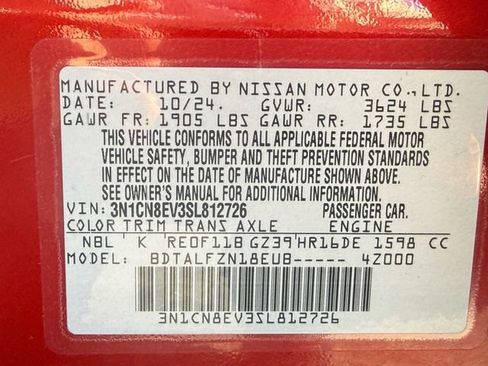 MANUFACTURED BY NISSAN MOTOR CO.,LTD.
DATE: 10/24. GVWR: 3624 LBS
GAWR FR: 1905 LBS GAWR RR: 1735 LBS
THIS VEHICLE CONFORMS TO ALL APPLICABLE FEDERAL MOTOR
VEHICLE SAFETY, BUMPER AND THEFT PREVENTION STANDARDS
IN EFFECT ON THE DATE OF MANUFACTURE SHOWN ABOVE.
SEE OWNER'S MANUAL FOR ADDITIONAL INFORMATION.
VIN: 3N1CN8EV3SL812726 PASSENGER CAR.
COLOR TRIM TRANS AXLE ENGINE
NBL K RE0F11B GZ39 HR16DE 1598 CC
MODEL: BDTALFZN18EUB----- 4Z000
3N1CN8EV3SL812726